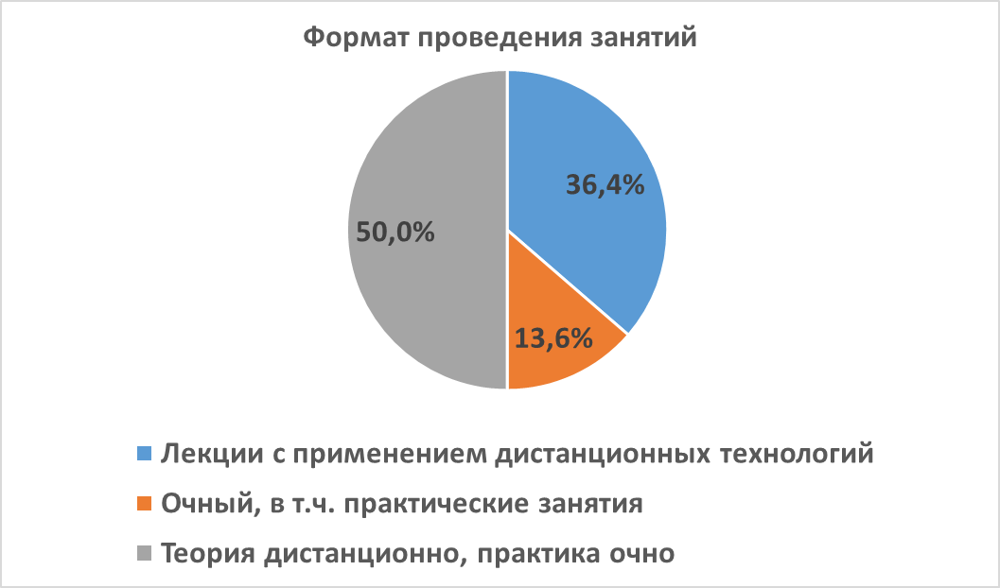 Формат проведения занятий
36,4%
50,0%
13,6%
Лекции с применением дистанционных технологий
Очный, в т.ч. практические занятия
Теория дистанционно, практика очно